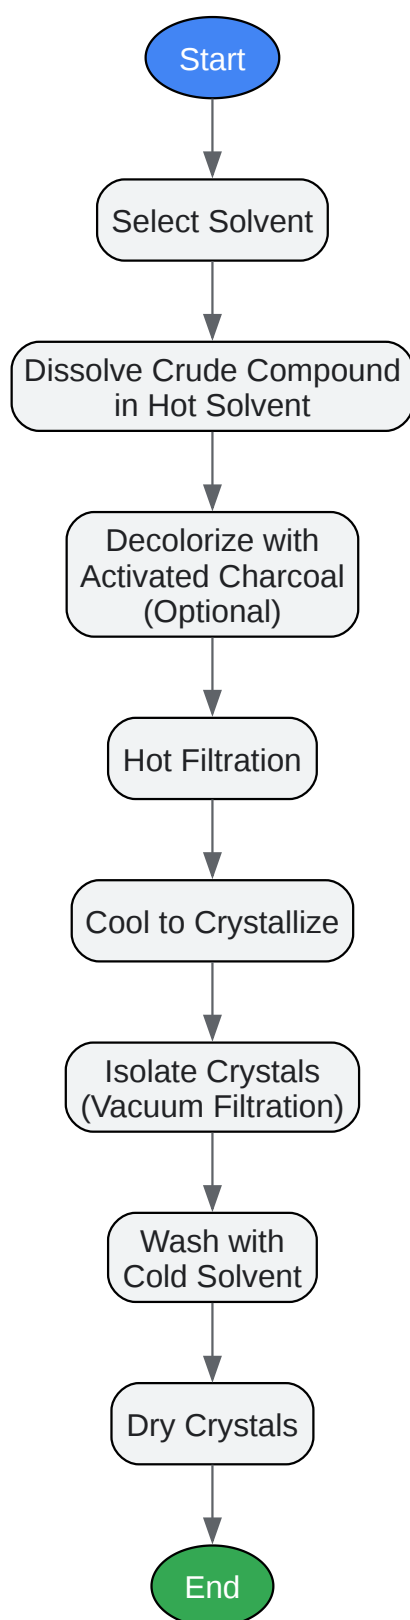 Start
Select Solvent
Dissolve Crude Compound
in Hot Solvent
Decolorize with
Activated Charcoal
(Optional)
Hot Filtration
Cool to Crystallize
Isolate Crystals
(Vacuum Filtration)
Wash with
Cold Solvent
Dry Crystals
End